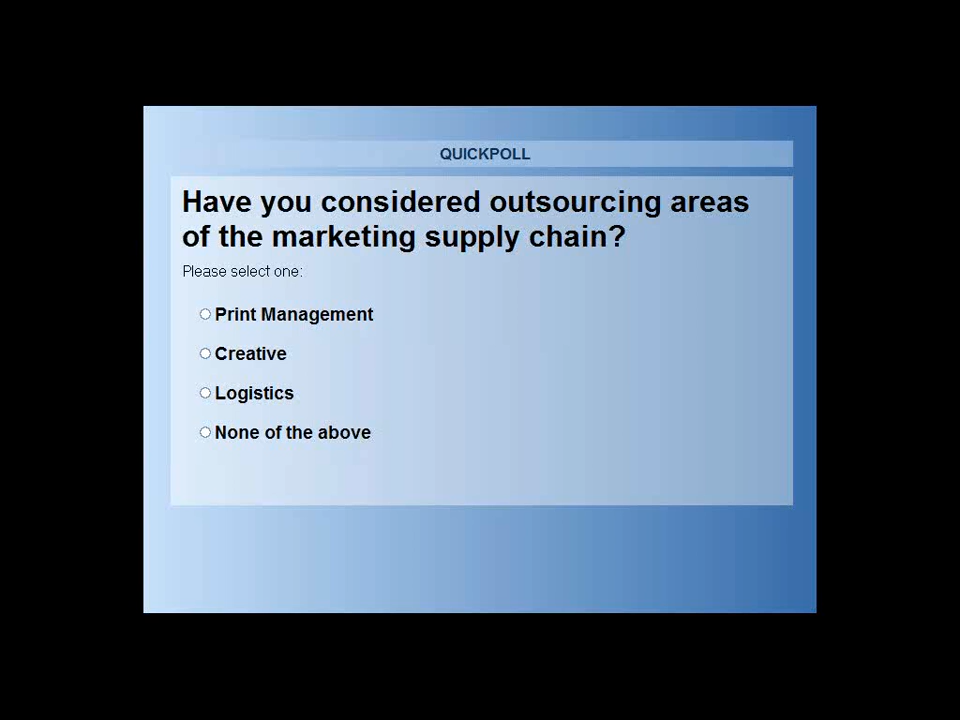 QUICKPOLL
Have you considered outsourcing areas
of the marketing supply chain?
Please select one:
Print Management
Creative
Logistics
None of the above